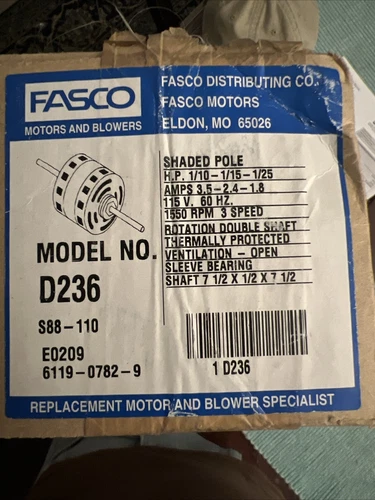 FASCO
MOTORS AND BLOWERS
FASCO DISTRIBUTING CO.
FASCO MOTORS
ELDON, MO 65026
SHADED POLE
H.P. 1/10-1/15-1/25
AMPS 3.5-2.4-1.8
115 V. 60 HZ.
1550 RPM 3 SPEED
ROTATION DOUBLE SHAFT
THERMALLY PROTECTED
VENTILATION - OPEN
SLEEVE BEARING
SHAFT 7 1/2 X 1/2 X 7 1/2
MODEL NO.
D236
S88-110
E0209
6119-0782-9
1 D236
REPLACEMENT MOTOR AND BLOWER SPECIALIST